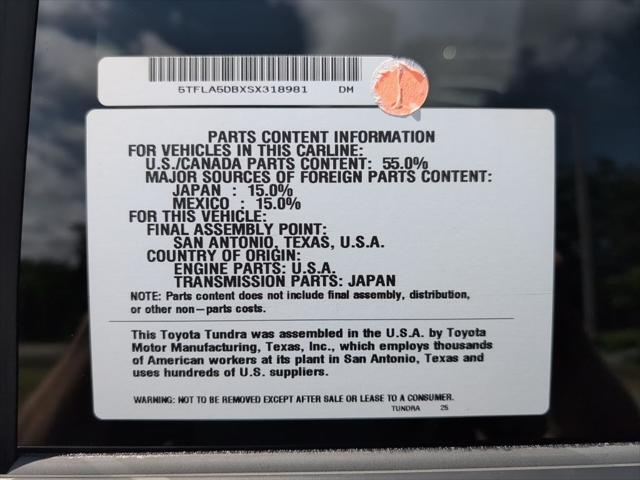 5TFLA5DBXSX318981 DM
1
PARTS CONTENT INFORMATION
FOR VEHICLES IN THIS CARLINE:
U.S./CANADA PARTS CONTENT: 55.0%
MAJOR SOURCES OF FOREIGN PARTS CONTENT:
JAPAN : 15.0%
MEXICO : 15.0%
FOR THIS VEHICLE:
FINAL ASSEMBLY POINT:
SAN ANTONIO, TEXAS, U.S.A.
COUNTRY OF ORIGIN:
ENGINE PARTS: U.S.A.
TRANSMISSION PARTS: JAPAN
NOTE: Parts content does not include final assembly, distribution,
or other non-parts costs.
This Toyota Tundra was assembled in the U.S.A. by Toyota
Motor Manufacturing, Texas, Inc., which employs thousands
of American workers at its plant in San Antonio, Texas and
uses hundreds of U.S. suppliers.
WARNING: NOT TO BE REMOVED EXCEPT AFTER SALE OR LEASE TO A CONSUMER.
TUNDRA 25